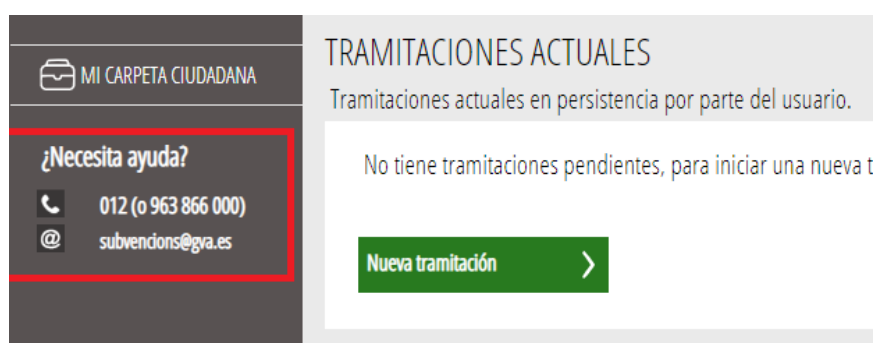 MI CARPETA CIUDADANA
¿Necesita ayuda?
012 (o 963 866 000)
@ subvencions@gva.es
TRAMITACIONES ACTUALES
Tramitaciones actuales en persistencia por parte del usuario.
No tiene tramitaciones pendientes, para iniciar una nueva t
Nueva tramitación